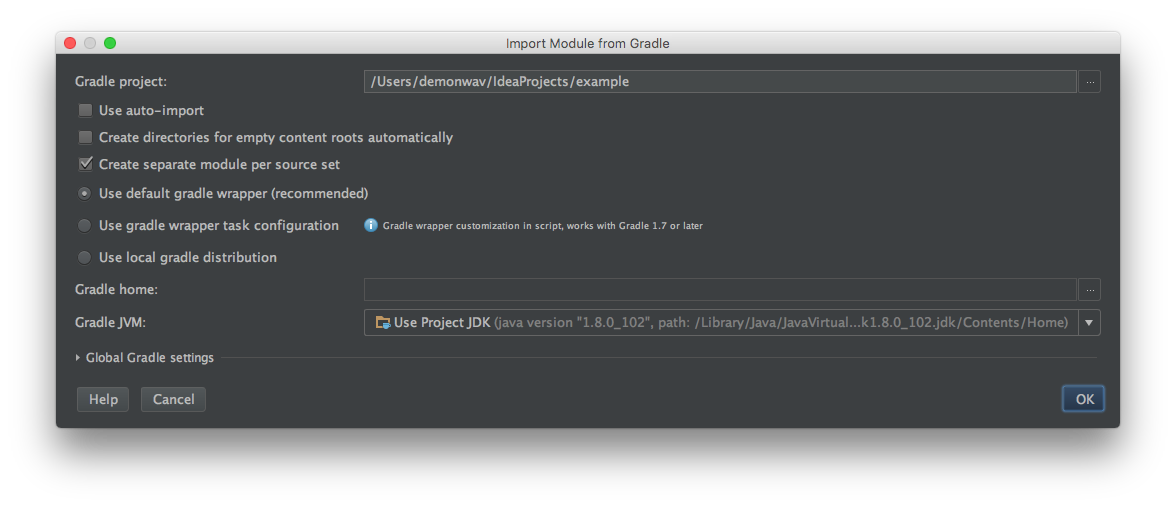 Import Module from Gradle
Gradle project: /Users/demonwav/IdeaProjects/example ...
Use auto-import
Create directories for empty content roots automatically
Create separate module per source set
Use default gradle wrapper (recommended)
Use gradle wrapper task configuration Gradle wrapper customization in script, works with Gradle 1.7 or later
Use local gradle distribution
Gradle home: ...
Gradle JVM: Use Project JDK (java version "1.8.0_102", path: /Library/Java/JavaVirtual...k1.8.0_102.jdk/Contents/Home)
Global Gradle settings
Help Cancel OK